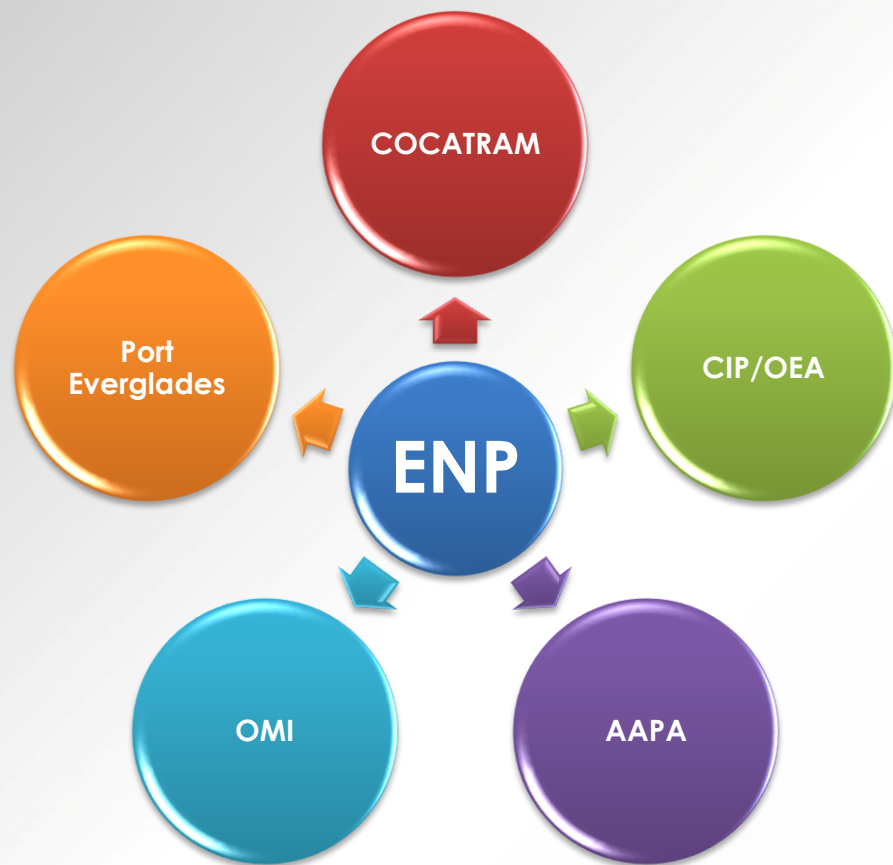 COCATRAM
Port
Everglades
CIP/OEA
ENP
OMI
AAPA